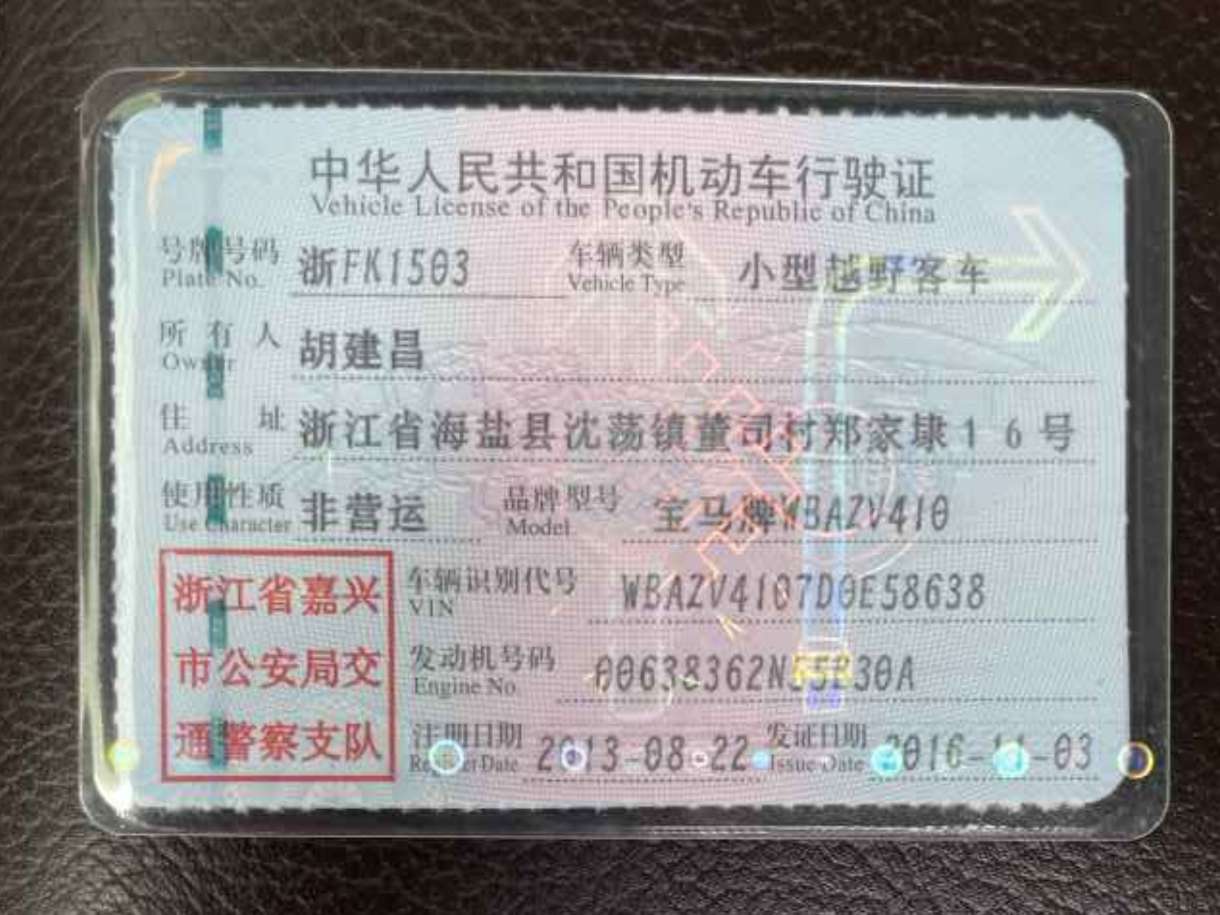 中华人民共和国机动车行驶证
Vehicle License of the People's Republic of China
号牌号码 浙FK1503 车辆类型 小型越野客车
Plate No. Vehicle Type
所有人 胡建昌
Owner
住址 浙江省海盐县沈荡镇董司村郑家埭16号
Address
使用性质 非营运 品牌型号 宝马牌WBAZV410
Use Character Model
浙江省嘉兴
市公安局交
通警察支队
车辆识别代号 WBAZV4107D0E58638
VIN
发动机号码 00638362N55B30A
Engine No.
注册日期 2013-08-22 发证日期 2016-11-03
Register Date Issue Date